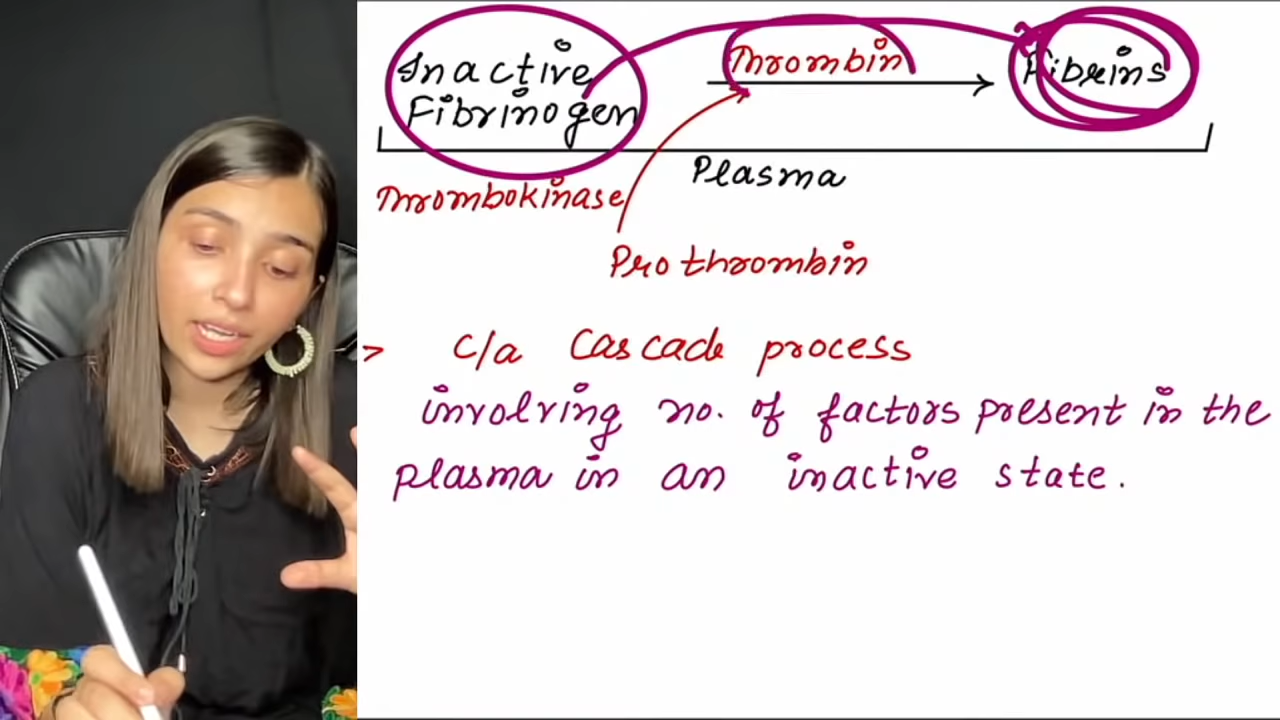 Inactive
Fibrinogen
Thrombin
Fibrins
Plasma
Thrombokinase
Prothrombin
> c/a Cascade process
involving no. of factors present in the
plasma in an inactive state.